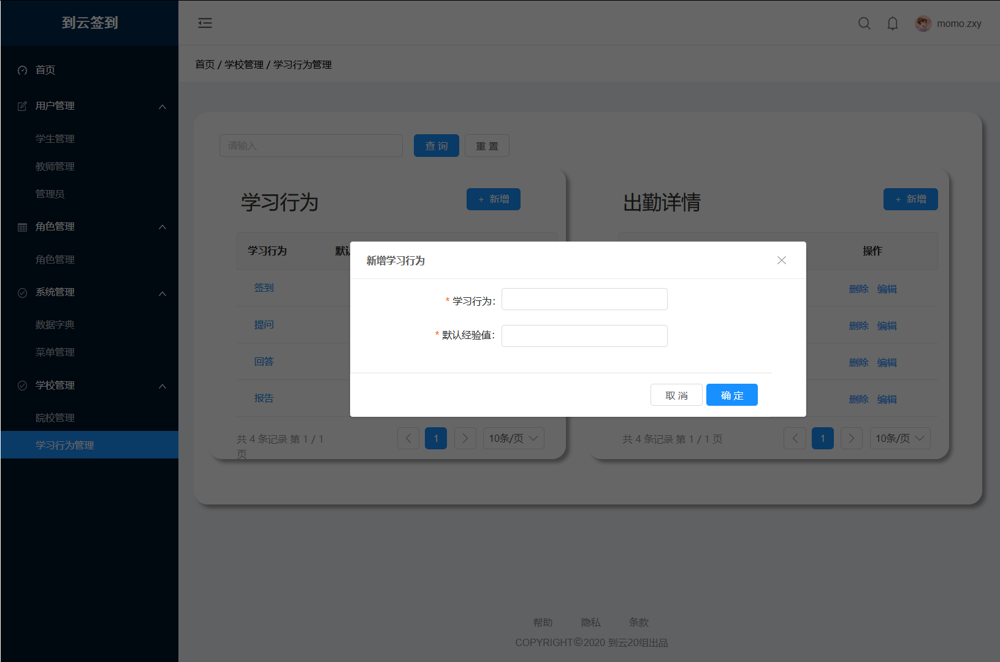 到云签到
首页
用户管理
学生管理
教师管理
管理员
角色管理
角色管理
系统管理
数据字典
菜单管理
学校管理
院校管理
学习行为管理
momo.zxy
首页 / 学校管理 / 学习行为管理
请输入
查 询
重 置
学习行为
+ 新增
学习行为
签到
提问
回答
报告
共 4 条记录 第 1 / 1
页
1
10条/页
出勤详情
+ 新增
操作
删除 编辑
删除 编辑
删除 编辑
删除 编辑
共 4 条记录 第 1 / 1 页
1
10条/页
新增学习行为
* 学习行为:
* 默认经验值:
取 消
确 定
帮助 隐私 条款
COPYRIGHT©2020 到云20组出品